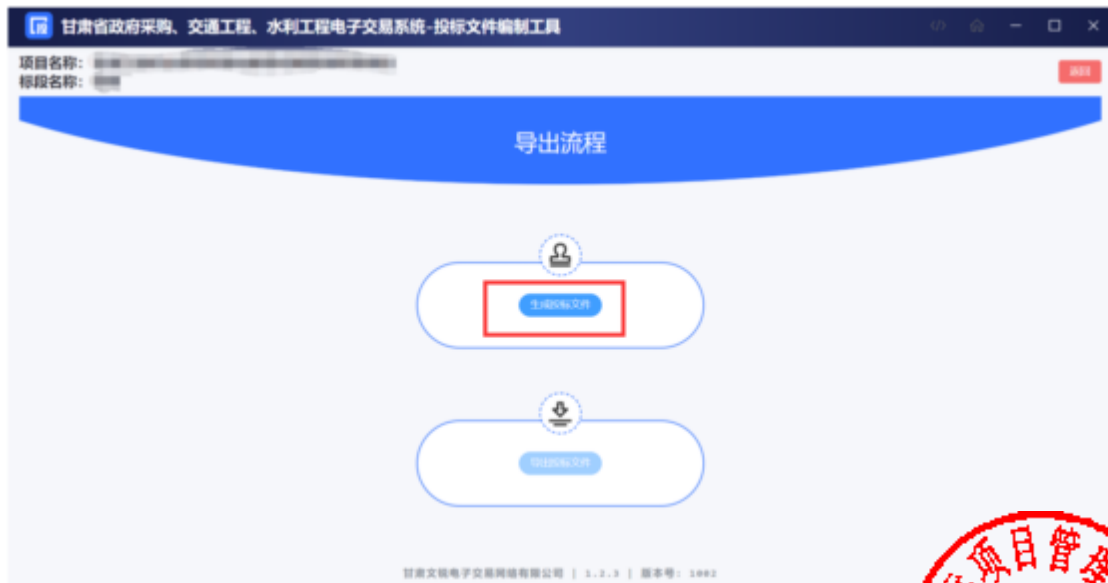 甘肃省政府采购、交通工程、水利工程电子交易系统-投标文件编制工具
项目名称：
标段名称：
返回
导出流程
生成投标文件
导出投标文件
甘肃文锐电子交易网络有限公司 | 1.2.3 | 版本号: 1002
项目管